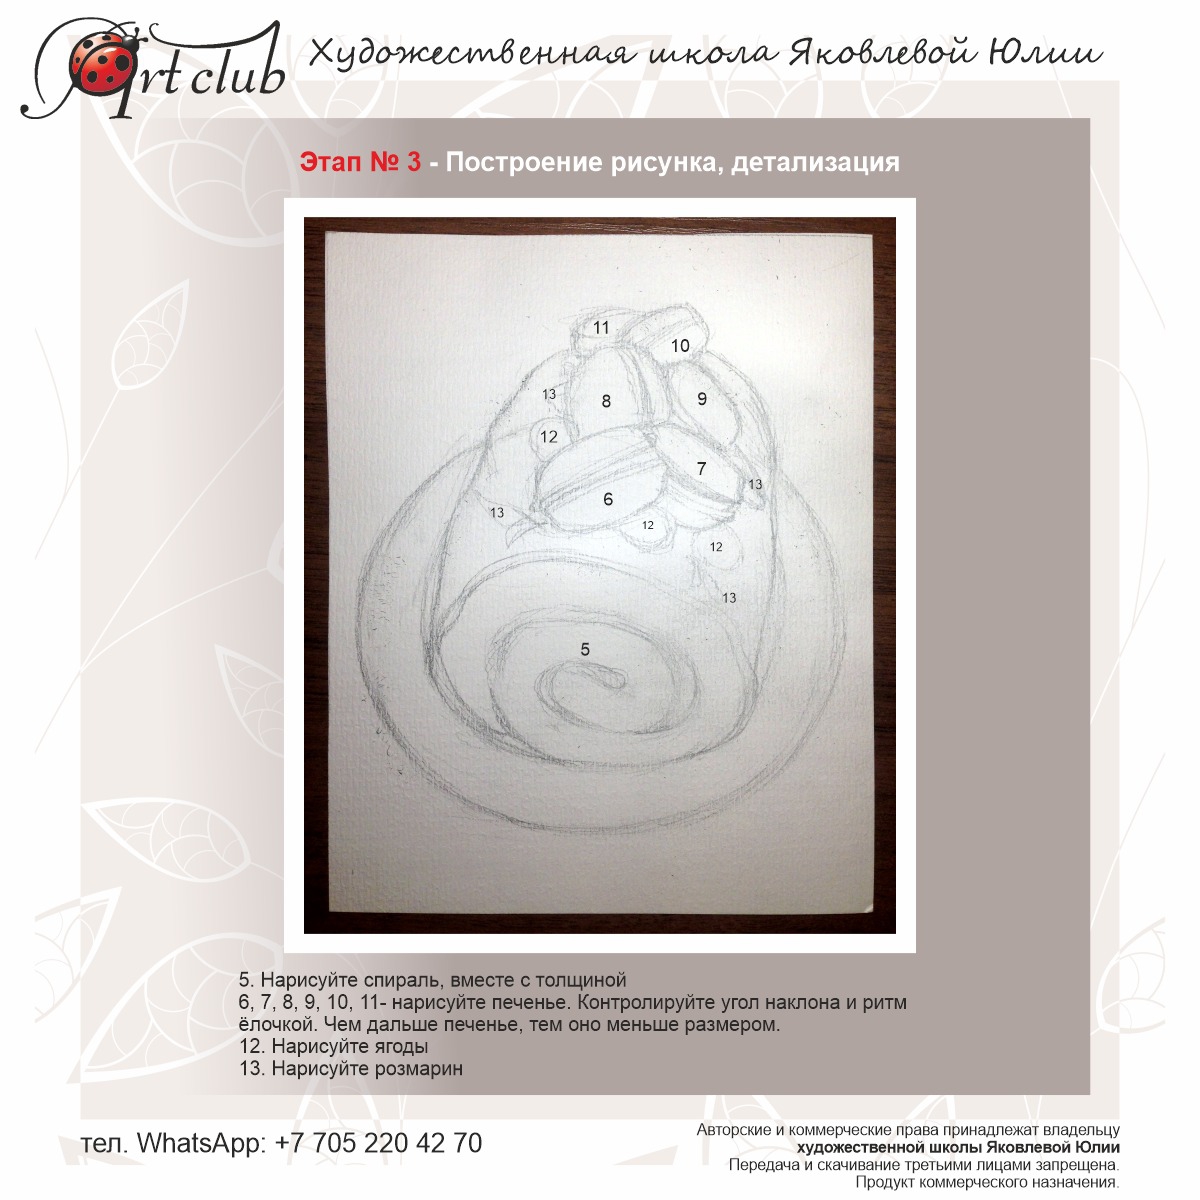 Art club
Художественная школа Яковлевой Юлии
Этап № 3 - Построение рисунка, детализация
11
10
13
8
9
12
7
6
13
13
12
12
13
5
5. Нарисуйте спираль, вместе с толщиной
6, 7, 8, 9, 10, 11- нарисуйте печенье. Контролируйте угол наклона и ритм
ёлочкой. Чем дальше печенье, тем оно меньше размером.
12. Нарисуйте ягоды
13. Нарисуйте розмарин
тел. WhatsApp: +7 705 220 42 70
Авторские и коммерческие права принадлежат владельцу
художественной школы Яковлевой Юлии
Передача и скачивание третьими лицами запрещена.
Продукт коммерческого назначения.